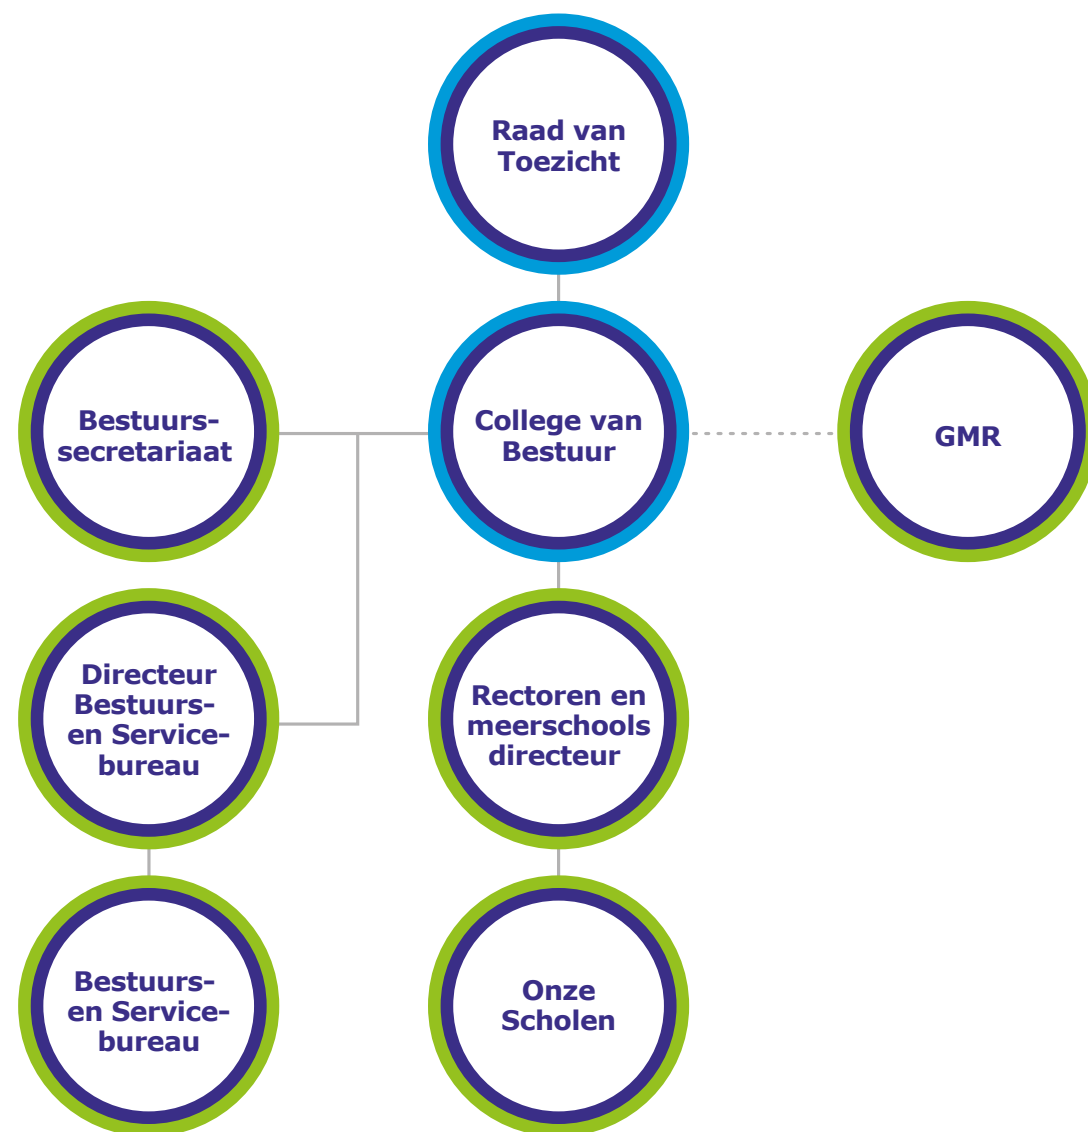 Raad van
Toezicht
Bestuurs-
secretariaat
College van
Bestuur
GMR
Directeur
Bestuurs-
en Service-
bureau
Rectoren en
meerschools
directeur
Bestuurs-
en Service-
bureau
Onze
Scholen